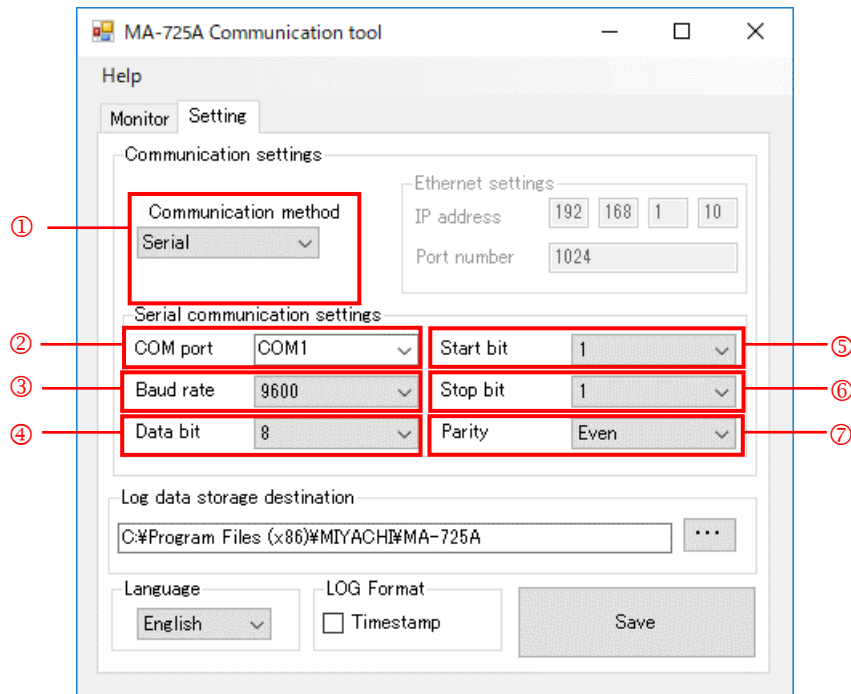 MA-725A Communication tool
Help
Monitor Setting
Communication settings
① Communication method
Serial
Ethernet settings
IP address 192 168 1 10
Port number 1024
Serial communication settings
② COM port COM1 Start bit 1 ⑤
③ Baud rate 9600 Stop bit 1 ⑥
④ Data bit 8 Parity Even ⑦
Log data storage destination
C:¥Program Files (x86)¥MIYACHI¥MA-725A ...
Language LOG Format
English Timestamp Save